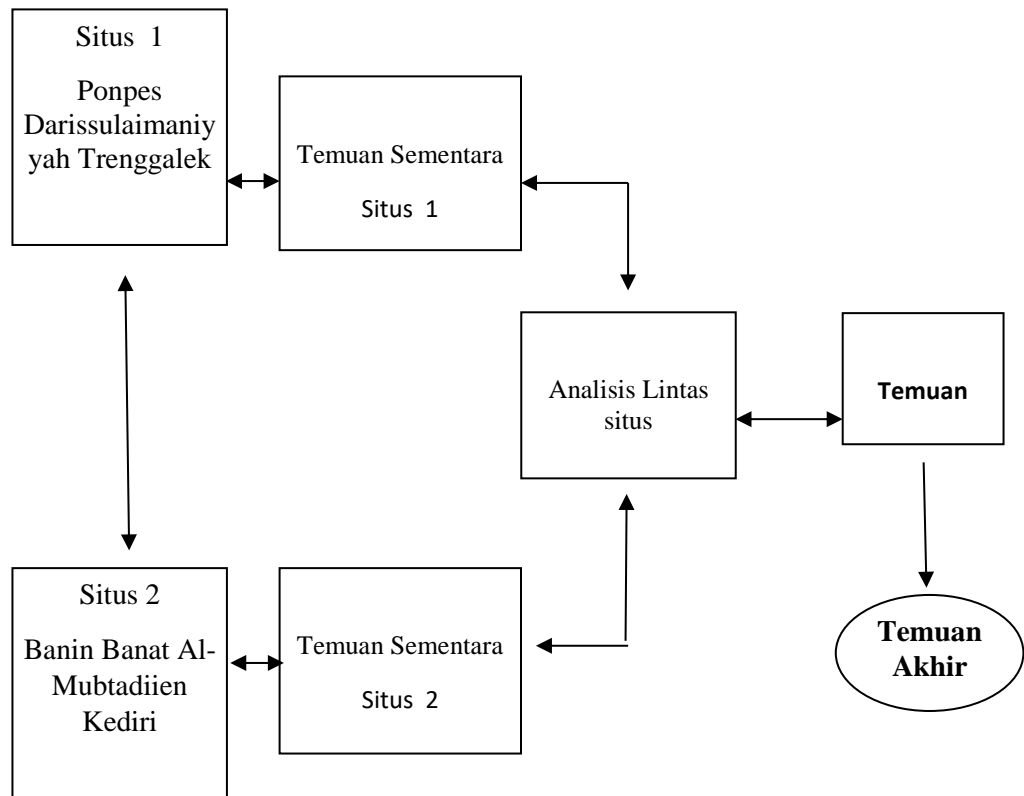 Situs 1
Ponpes
Darissulaimaniy
yah Trenggalek
Temuan Sementara
Situs 1
Analisis Lintas
situs
Temuan
Situs 2
Banin Banat Al-
Mubtadiien
Kediri
Temuan Sementara
Situs 2
Temuan
Akhir